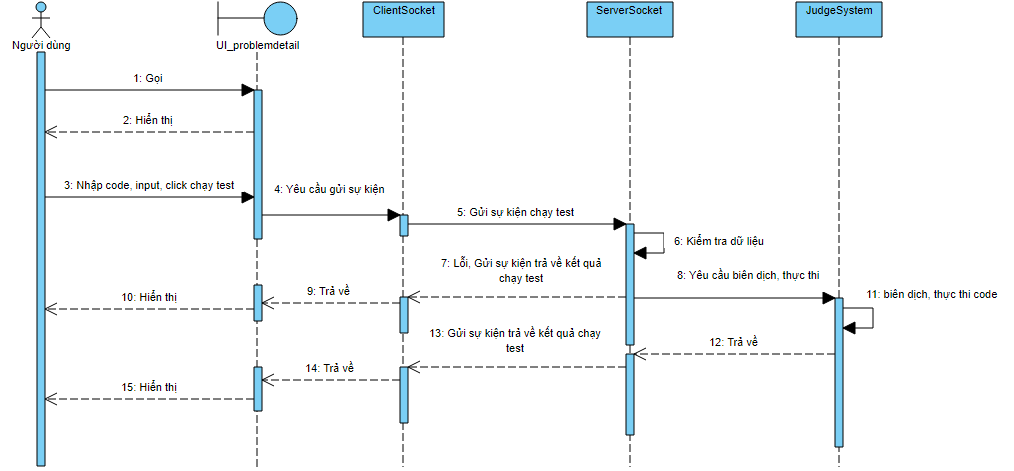 ClientSocket
ServerSocket
JudgeSystem
Người dùng
UI_problemdetail
1: Gọi
2: Hiển thị
3: Nhập code, input, click chạy test
4: Yêu cầu gửi sự kiện
5: Gửi sự kiện chạy test
6: Kiểm tra dữ liệu
7: Lỗi, Gửi sự kiện trả về kết quả
chạy test
8: Yêu cầu biên dịch, thực thi
9: Trả về
10: Hiển thị
11: biên dịch, thực thi code
12: Trả về
13: Gửi sự kiện trả về kết quả chạy
test
14: Trả về
15: Hiển thị